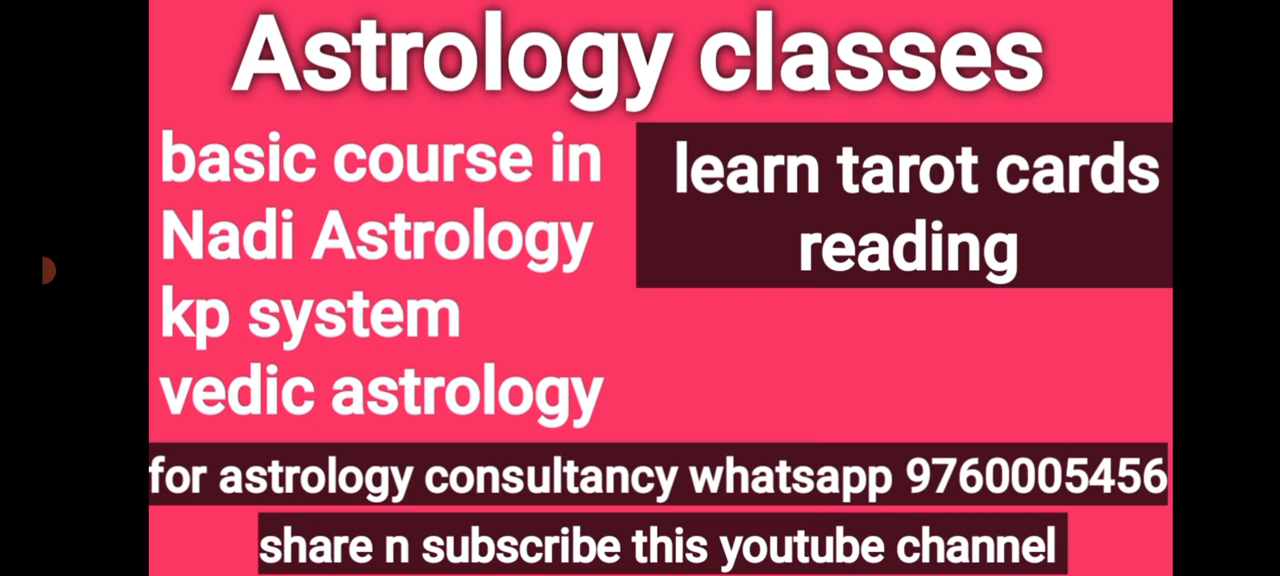 Astrology classes
basic course in
Nadi Astrology
kp system
vedic astrology
learn tarot cards
reading
for astrology consultancy whatsapp 9760005456
share n subscribe this youtube channel